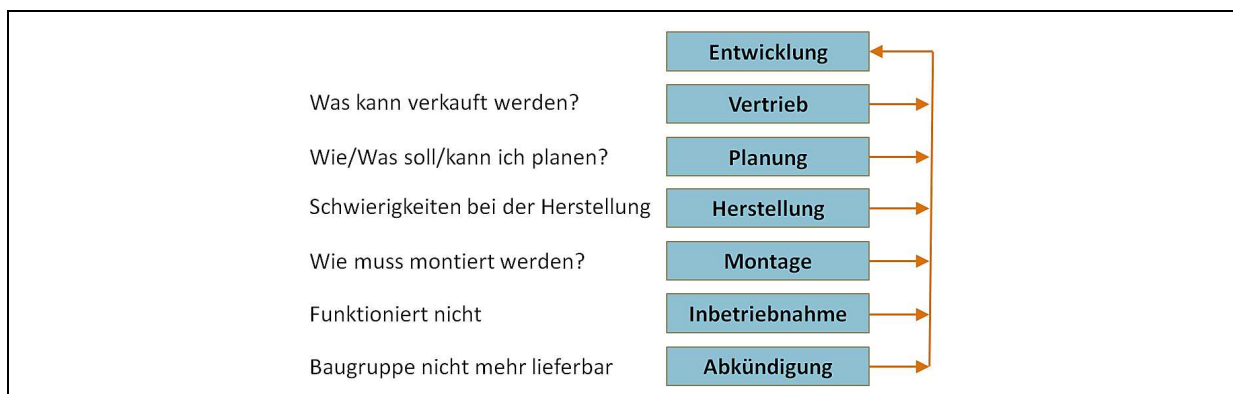 Entwicklung
Was kann verkauft werden? Vertrieb
Wie/Was soll/kann ich planen? Planung
Schwierigkeiten bei der Herstellung Herstellung
Wie muss montiert werden? Montage
Funktioniert nicht Inbetriebnahme
Baugruppe nicht mehr lieferbar Abkündigung